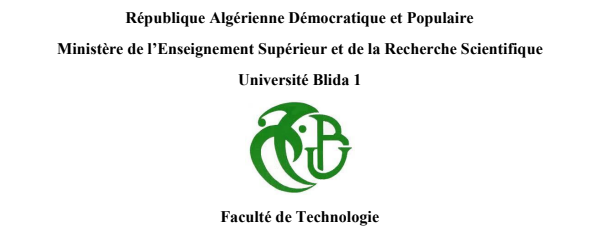 République Algérienne Démocratique et Populaire
Ministère de l’Enseignement Supérieur et de la Recherche Scientifique
Université Blida 1
UB
Faculté de Technologie